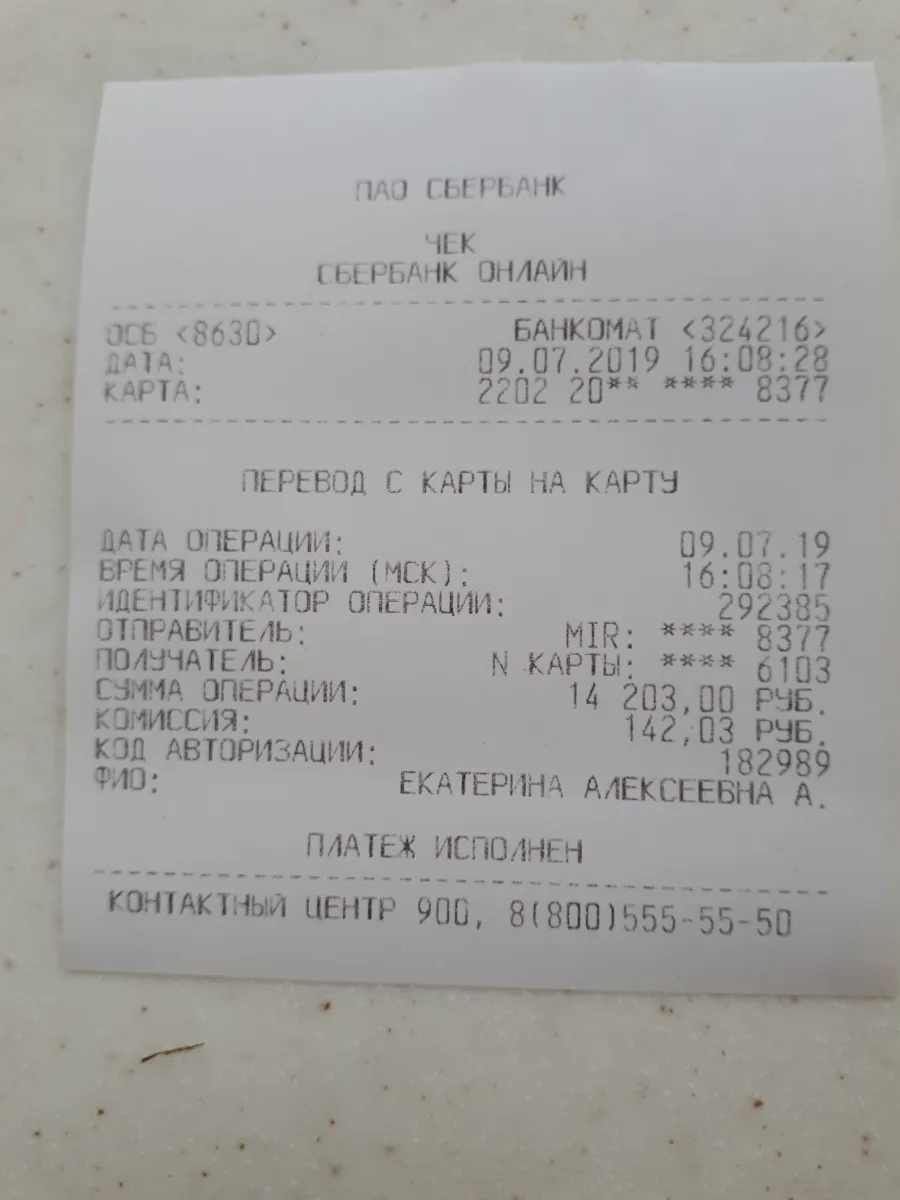 ПАО СБЕРБАНК
ЧЕК
СБЕРБАНК ОНЛАЙН
ОСБ <8630> БАНКОМАТ <324216>
ДАТА: 09.07.2019 16:08:28
КАРТА: 2202 20** **** 8377
ПЕРЕВОД С КАРТЫ НА КАРТУ
ДАТА ОПЕРАЦИИ: 09.07.19
ВРЕМЯ ОПЕРАЦИИ (МСК): 16:08:17
ИДЕНТИФИКАТОР ОПЕРАЦИИ: 292385
ОТПРАВИТЕЛЬ: MIR: **** 8377
ПОЛУЧАТЕЛЬ: N КАРТЫ: **** 6103
СУММА ОПЕРАЦИИ: 14 203,00 РУБ.
КОМИССИЯ: 142,03 РУБ.
КОД АВТОРИЗАЦИИ: 182989
ФИО: ЕКАТЕРИНА АЛЕКСЕЕВНА А.
ПЛАТЕЖ ИСПОЛНЕН
КОНТАКТНЫЙ ЦЕНТР 900, 8(800)555-55-50